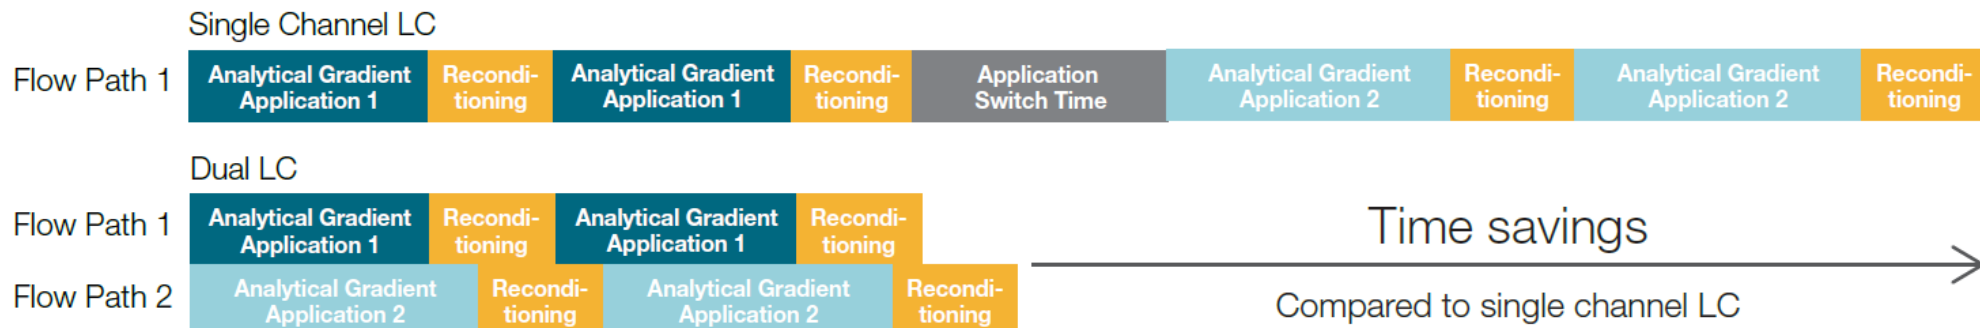 Single Channel LC
Flow Path 1
Analytical Gradient
Application 1
Recondi-
tioning
Analytical Gradient
Application 1
Recondi-
tioning
Application
Switch Time
Analytical Gradient
Application 2
Recondi-
tioning
Analytical Gradient
Application 2
Recondi-
tioning
Dual LC
Flow Path 1
Analytical Gradient
Application 1
Recondi-
tioning
Analytical Gradient
Application 1
Recondi-
tioning
Flow Path 2
Analytical Gradient
Application 2
Recondi-
tioning
Analytical Gradient
Application 2
Recondi-
tioning
Time savings
Compared to single channel LC